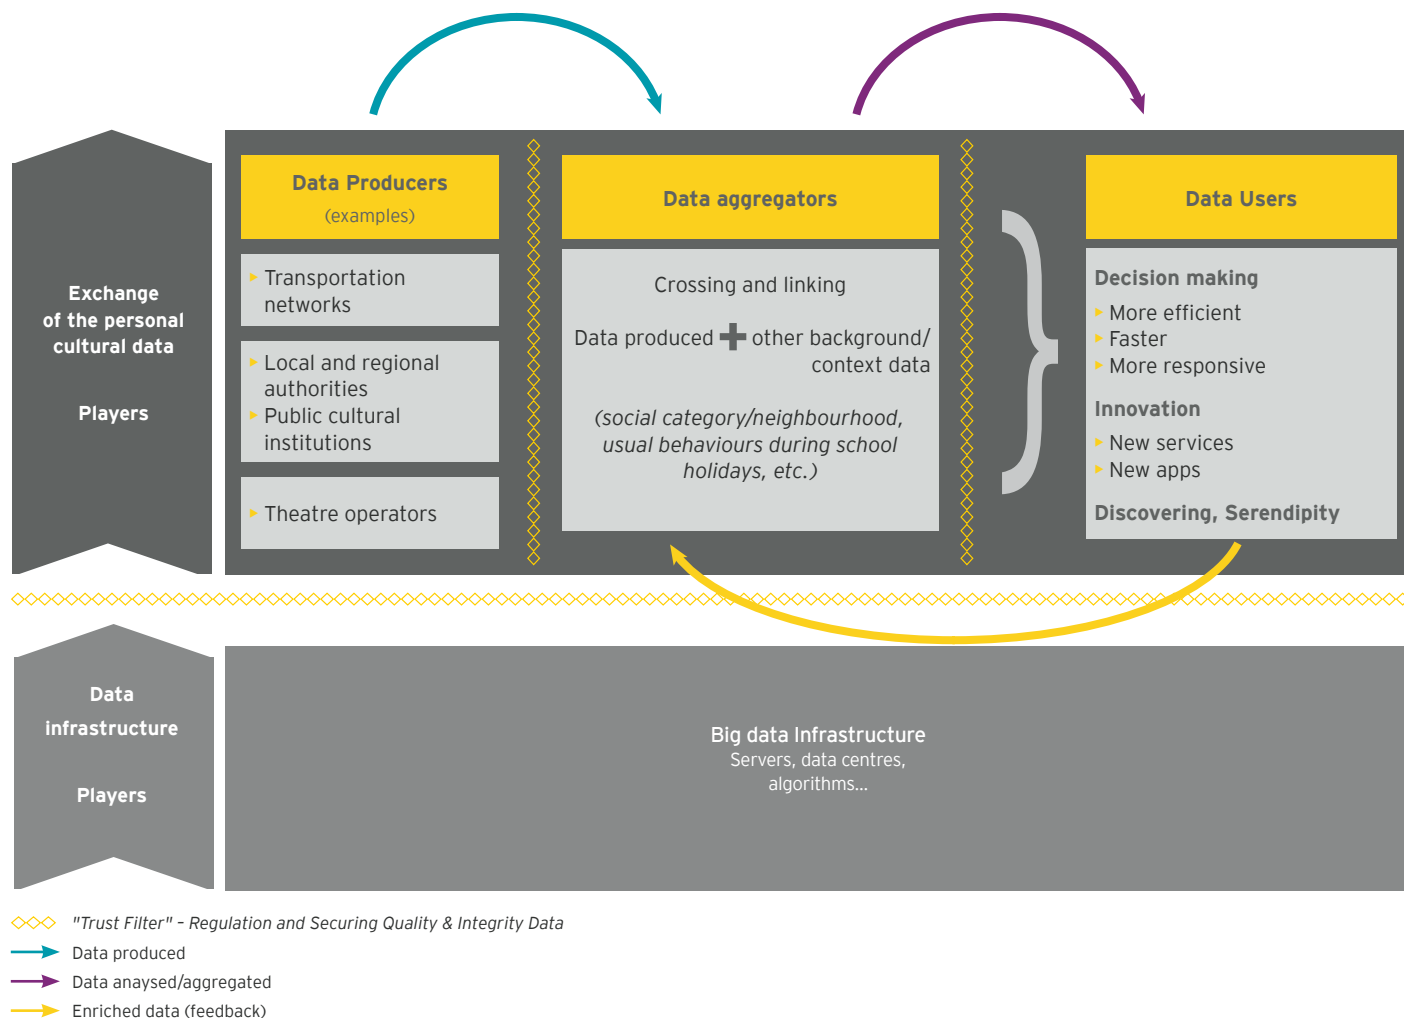 Exchange
of the personal
cultural data
Players
Data Producers
(examples)
Transportation
networks
Local and regional
authorities
Public cultural
institutions
Theatre operators
Data aggregators
Crossing and linking
Data produced + other background/
context data
(social category/neighbourhood,
usual behaviours during school
holidays, etc.)
Data Users
Decision making
More efficient
Faster
More responsive
Innovation
New services
New apps
Discovering, Serendipity
Data
infrastructure
Players
Big data Infrastructure
Servers, data centres,
algorithms...
"Trust Filter" – Regulation and Securing Quality & Integrity Data
Data produced
Data anaysed/aggregated
Enriched data (feedback)